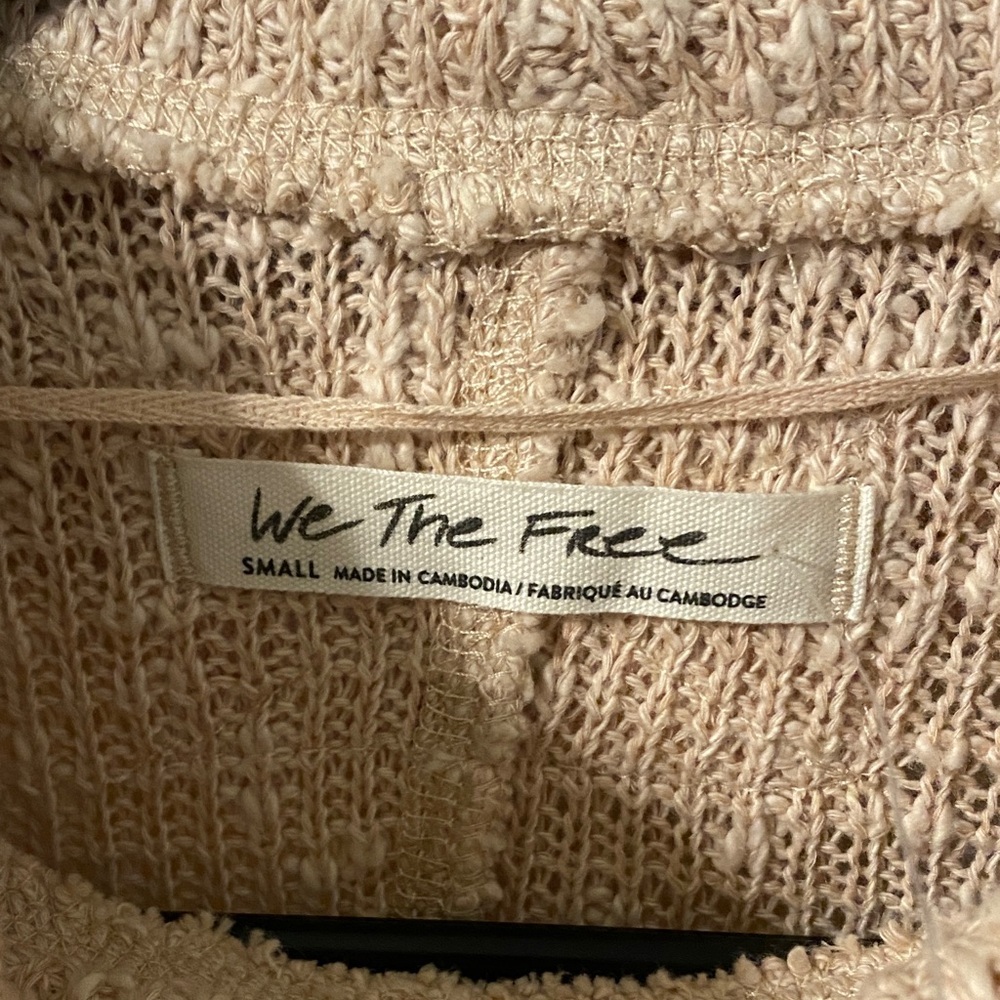 We The Free
SMALL MADE IN CAMBODIA / FABRIQUÉ AU CAMBODGE